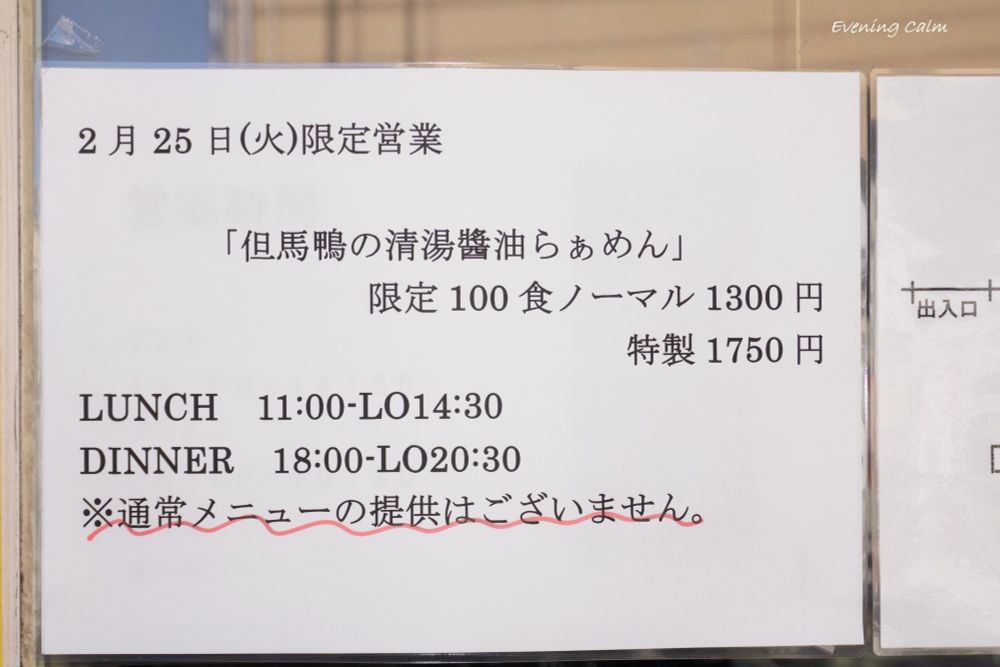 Evening Calm
2月25日(火)限定営業
「但馬鴨の清湯醬油らぁめん」
限定100食ノーマル1300円
特製1750円
LUNCH　11:00-LO14:30
DINNER　18:00-LO20:30
※通常メニューの提供はございません。
出入口